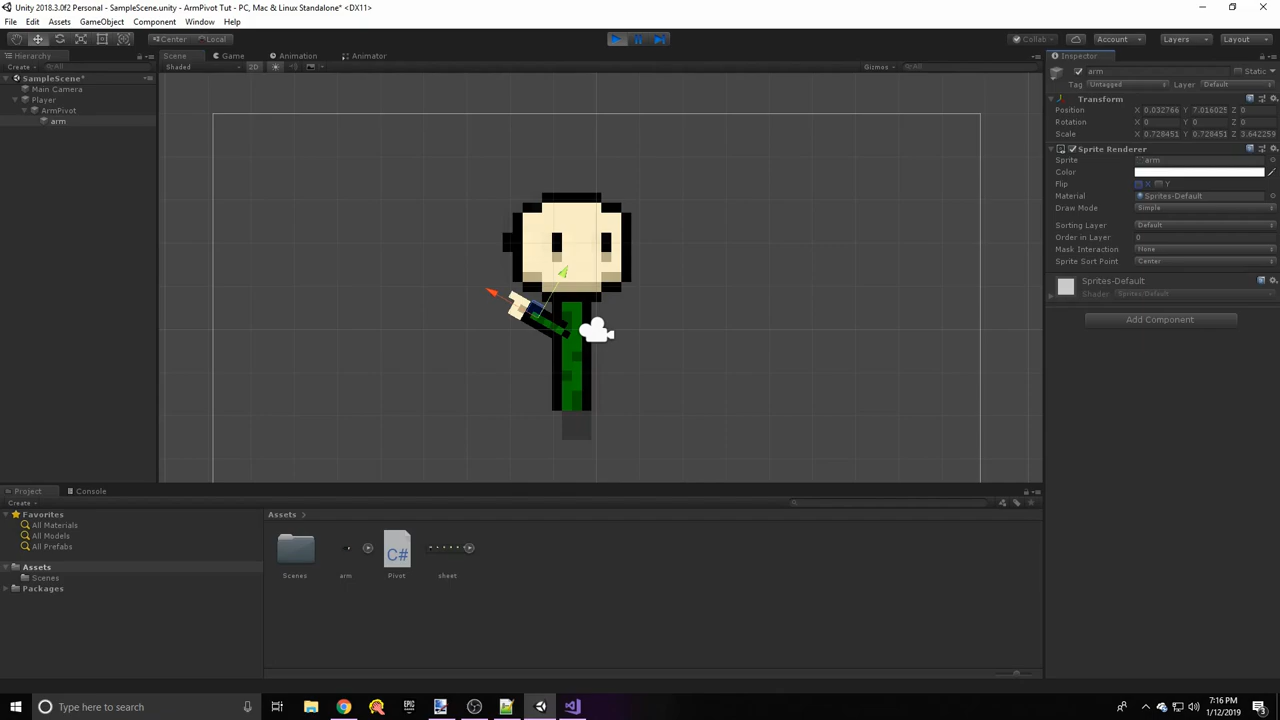 Unity 2018.3.0f2 Personal - SampleScene.unity - ArmPivot Tut - PC, Mac & Linux Standalone* <DX11>
File Edit Assets GameObject Component Window Help
Center Local Collab Account Layers Layout
Hierarchy Scene Game Animation Animator Inspector
Create All Shaded 2D Gizmos All
SampleScene*
Main Camera
Player
ArmPivot
arm
arm Static
Tag Untagged Layer Default
Transform
Position X 0.032766 Y 7.016025 Z 0
Rotation X 0 Y 0 Z 0
Scale X 0.728451 Y 0.728451 Z 3.642259
Sprite Renderer
Sprite arm
Color
Flip X Y
Material Sprites-Default
Draw Mode Simple
Sorting Layer Default
Order in Layer 0
Mask Interaction None
Sprite Sort Point Center
Sprites-Default
Shader Sprites/Default
Add Component
Project Console
Create
Favorites
All Materials
All Models
All Prefabs
Assets
Scenes
Packages
Assets
C#
Scenes arm Pivot sheet
Type here to search
EPIC
GAMES
7:16 PM
1/12/2019
3